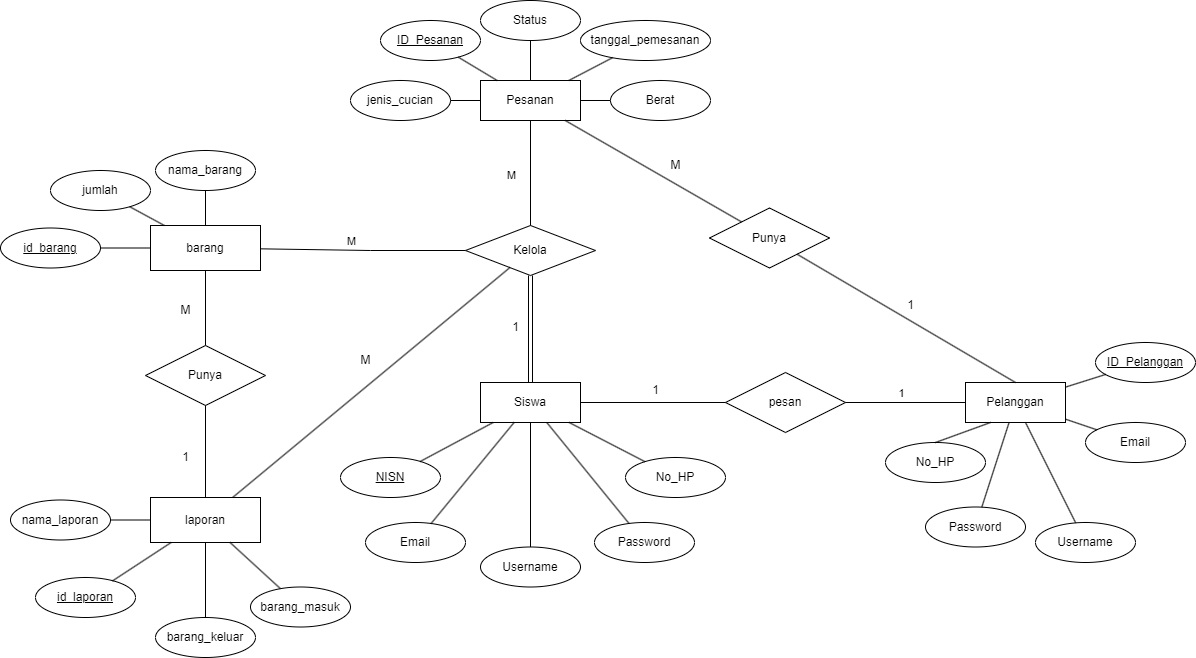 Status
ID_Pesanan
tanggal_pemesanan
jenis_cucian
Pesanan
Berat
nama_barang
M
M
jumlah
id_barang
barang
M
Kelola
Punya
M
1
1
Punya
M
ID_Pelanggan
1
1
Siswa
pesan
Pelanggan
Email
1
No_HP
NISN
No_HP
nama_laporan
laporan
Password
Email
Password
Username
Username
id_laporan
barang_masuk
barang_keluar